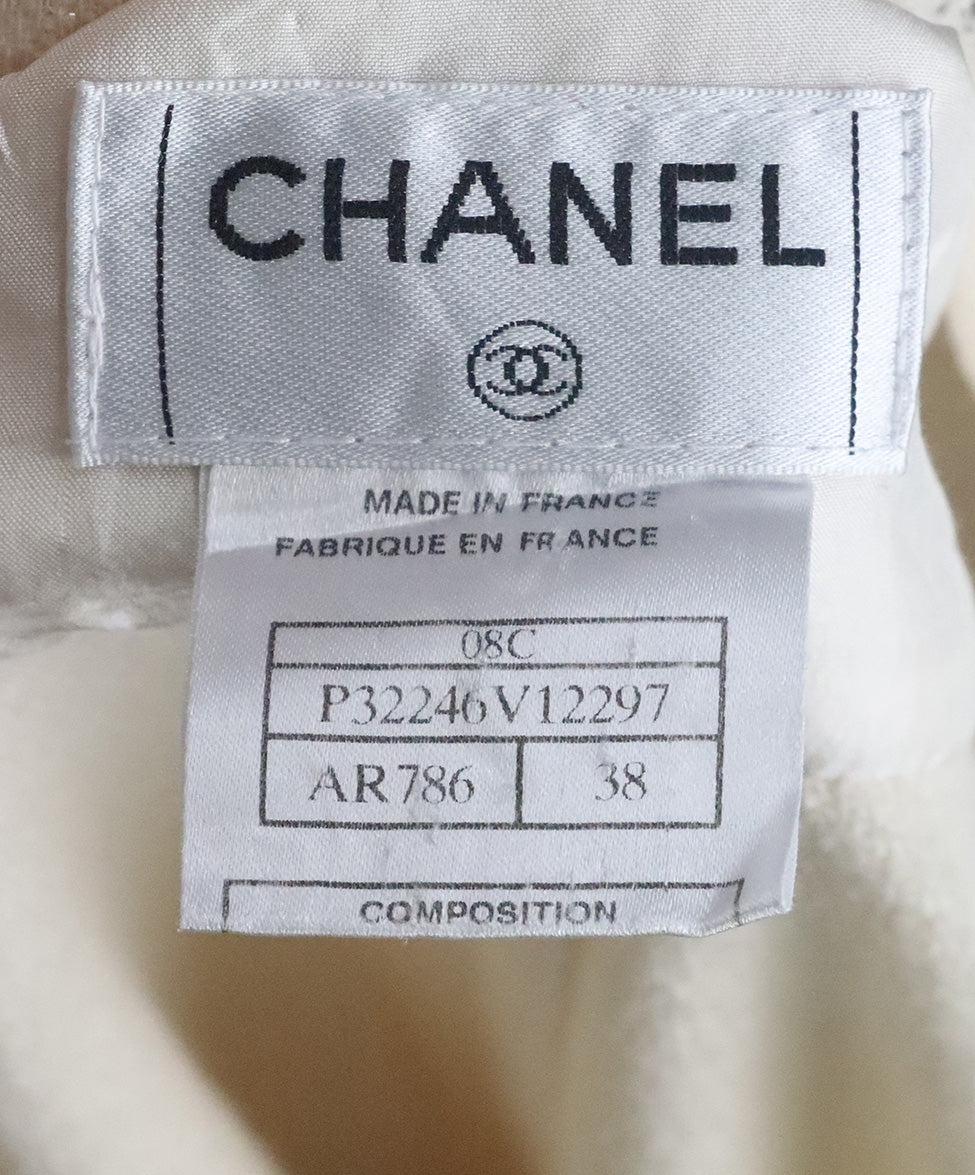 CHANEL
MADE IN FRANCE
FABRIQUE EN FRANCE
08C
P32246V12297
AR786 38
COMPOSITION